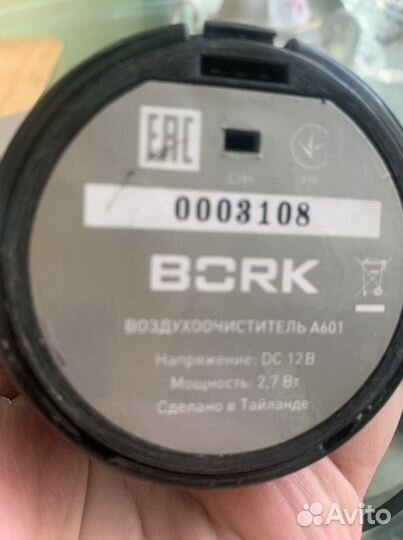 EAC
С/Н
0003108
BORK
ВОЗДУХООЧИСТИТЕЛЬ А601
Напряжение: DC 12 В
Мощность: 2,7 Вт
Сделано в Тайланде
Avito